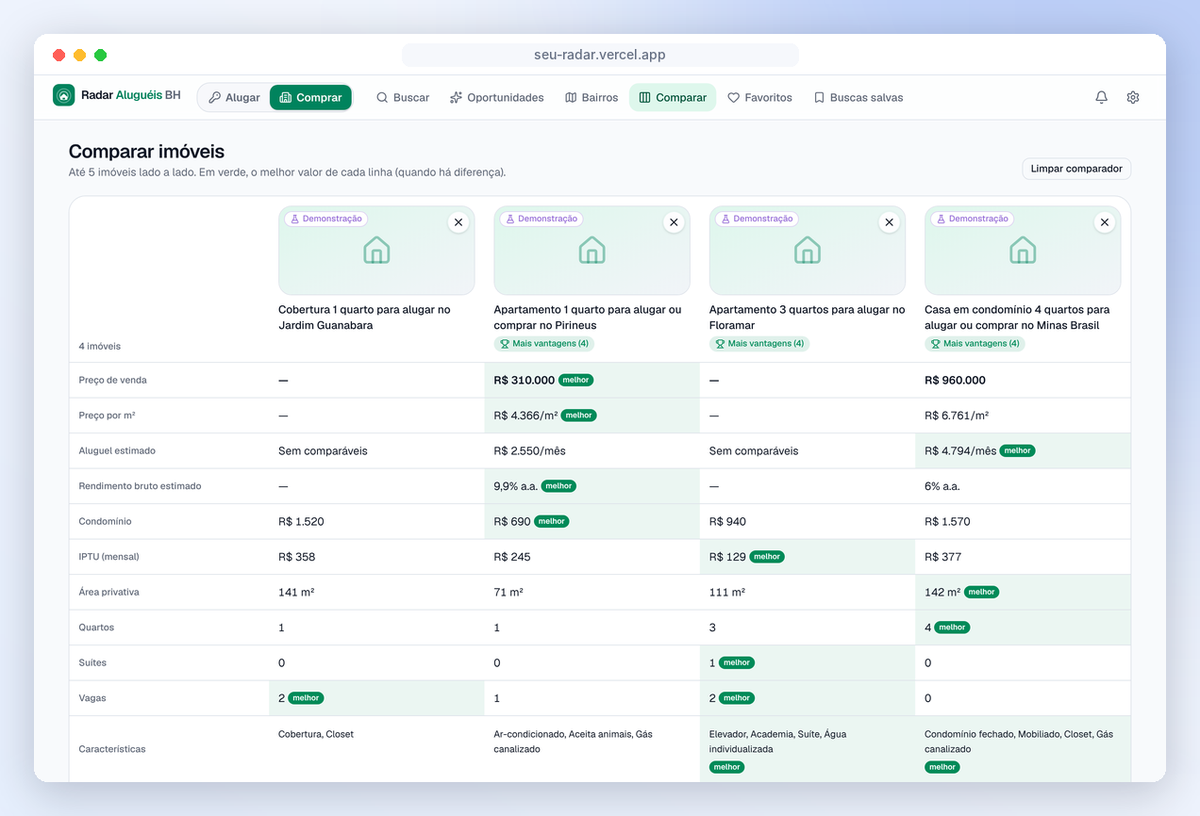 seu-radar.vercel.app
Radar Aluguéis BH
Alugar
Comprar
Buscar
Oportunidades
Bairros
Comparar
Favoritos
Buscas salvas
Comparar imóveis
Até 5 imóveis lado a lado. Em verde, o melhor valor de cada linha (quando há diferença).
Limpar comparador
4 imóveis
Demonstração
Cobertura 1 quarto para alugar no
Jardim Guanabara
Demonstração
Apartamento 1 quarto para alugar ou
comprar no Pirineus
Mais vantagens (4)
Demonstração
Apartamento 3 quartos para alugar no
Floramar
Mais vantagens (4)
Demonstração
Casa em condomínio 4 quartos para
alugar ou comprar no Minas Brasil
Mais vantagens (4)
Preço de venda — R$ 310.000 melhor — R$ 960.000
Preço por m² — R$ 4.366/m² melhor — R$ 6.761/m²
Aluguel estimado Sem comparáveis R$ 2.550/mês Sem comparáveis R$ 4.794/mês melhor
Rendimento bruto estimado — 9,9% a.a. melhor — 6% a.a.
Condomínio R$ 1.520 R$ 690 melhor R$ 940 R$ 1.570
IPTU (mensal) R$ 358 R$ 245 R$ 129 melhor R$ 377
Área privativa 141 m² 71 m² 111 m² 142 m² melhor
Quartos 1 1 3 4 melhor
Suítes 0 0 1 melhor 0
Vagas 2 melhor 1 2 melhor 0
Características
Cobertura, Closet
Ar-condicionado, Aceita animais, Gás
canalizado
Elevador, Academia, Suíte, Água
individualizada
melhor
Condomínio fechado, Mobiliado, Closet, Gás
canalizado
melhor